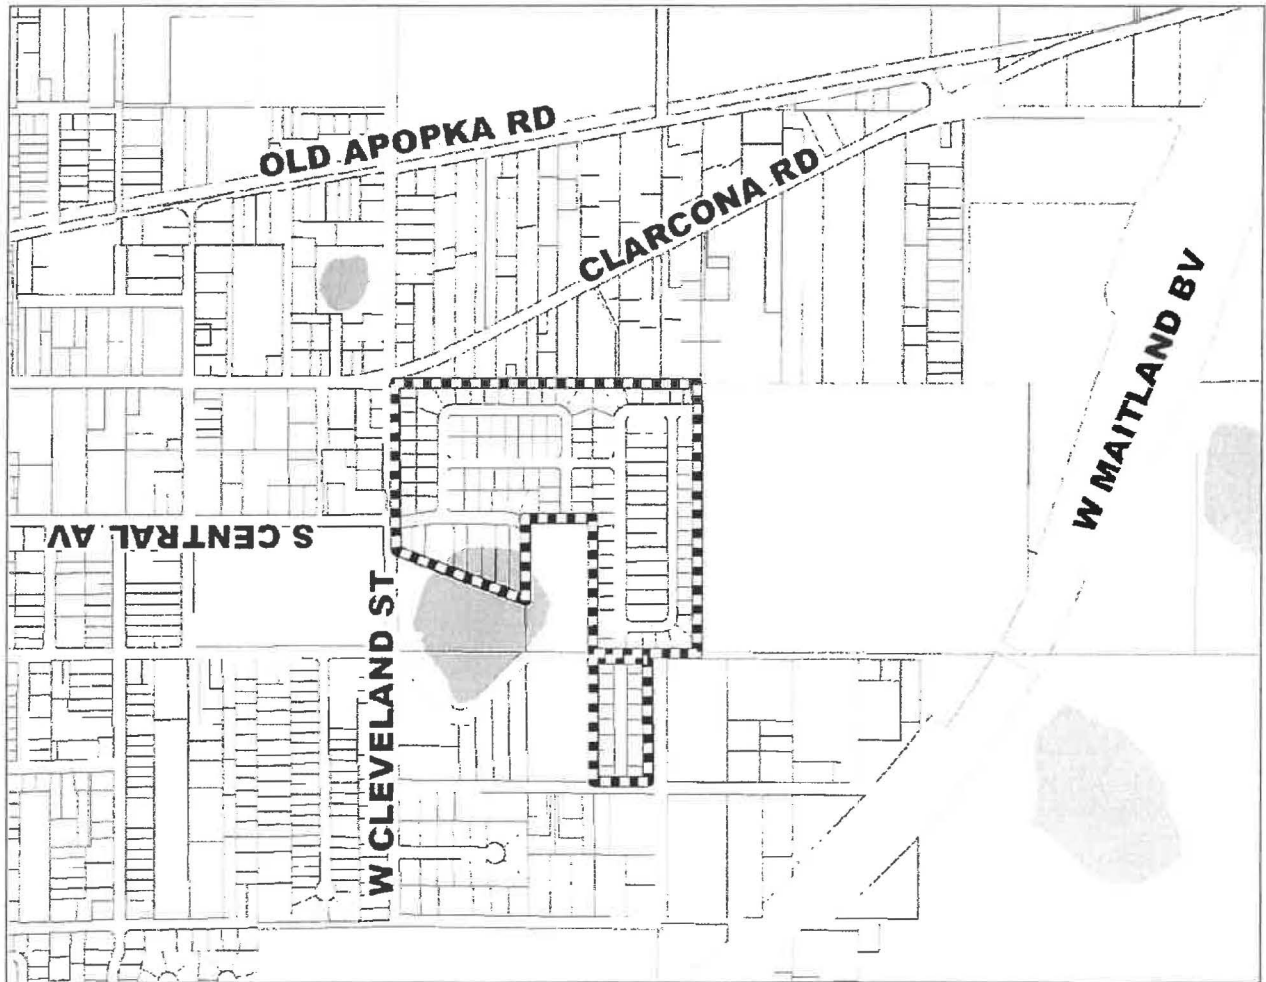 OLD APOPKA RD
CLARCONA RD
W MAITLAND BV
S CENTRAL AV
W CLEVELAND ST